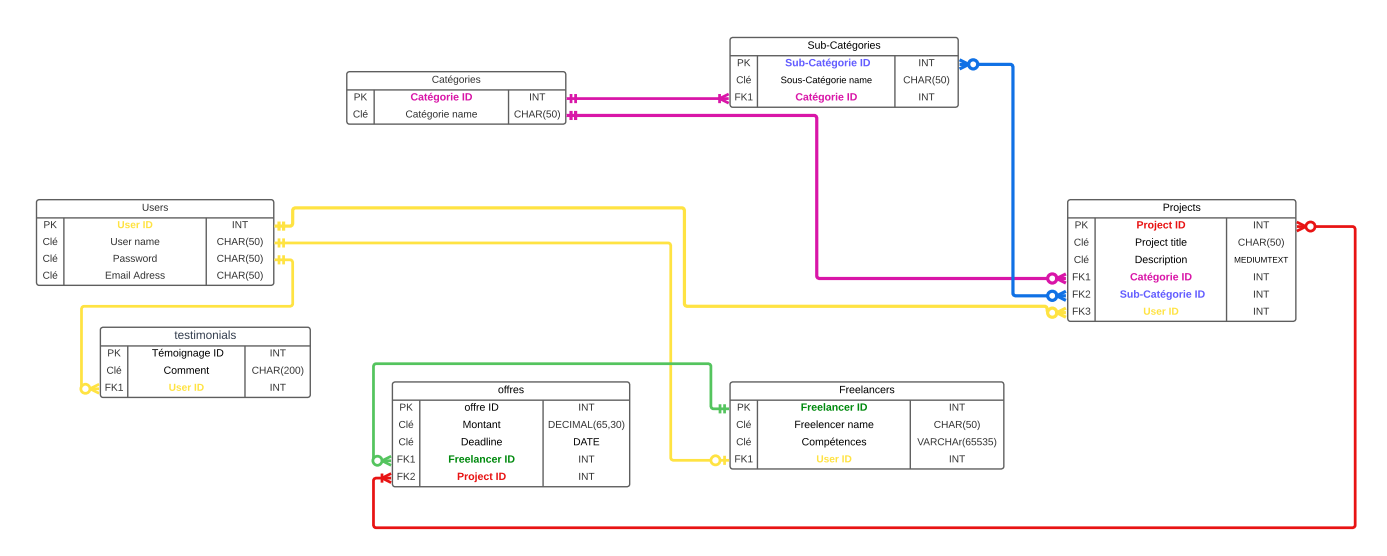 Sub-Catégories
PK Sub-Catégorie ID INT
Clé Sous-Catégorie name CHAR(50)
FK1 Catégorie ID INT
Catégories
PK Catégorie ID INT
Clé Catégorie name CHAR(50)
Users
PK User ID INT
Clé User name CHAR(50)
Clé Password CHAR(50)
Clé Email Adress CHAR(50)
Projects
PK Project ID INT
Clé Project title CHAR(50)
Clé Description MEDIUMTEXT
FK1 Catégorie ID INT
FK2 Sub-Catégorie ID INT
FK3 User ID INT
testimonials
PK Témoignage ID INT
Clé Comment CHAR(200)
FK1 User ID INT
offres
PK offre ID INT
Clé Montant DECIMAL(65,30)
Clé Deadline DATE
FK1 Freelancer ID INT
FK2 Project ID INT
Freelancers
PK Freelancer ID INT
Clé Freelencer name CHAR(50)
Clé Compétences VARCHAr(65535)
FK1 User ID INT